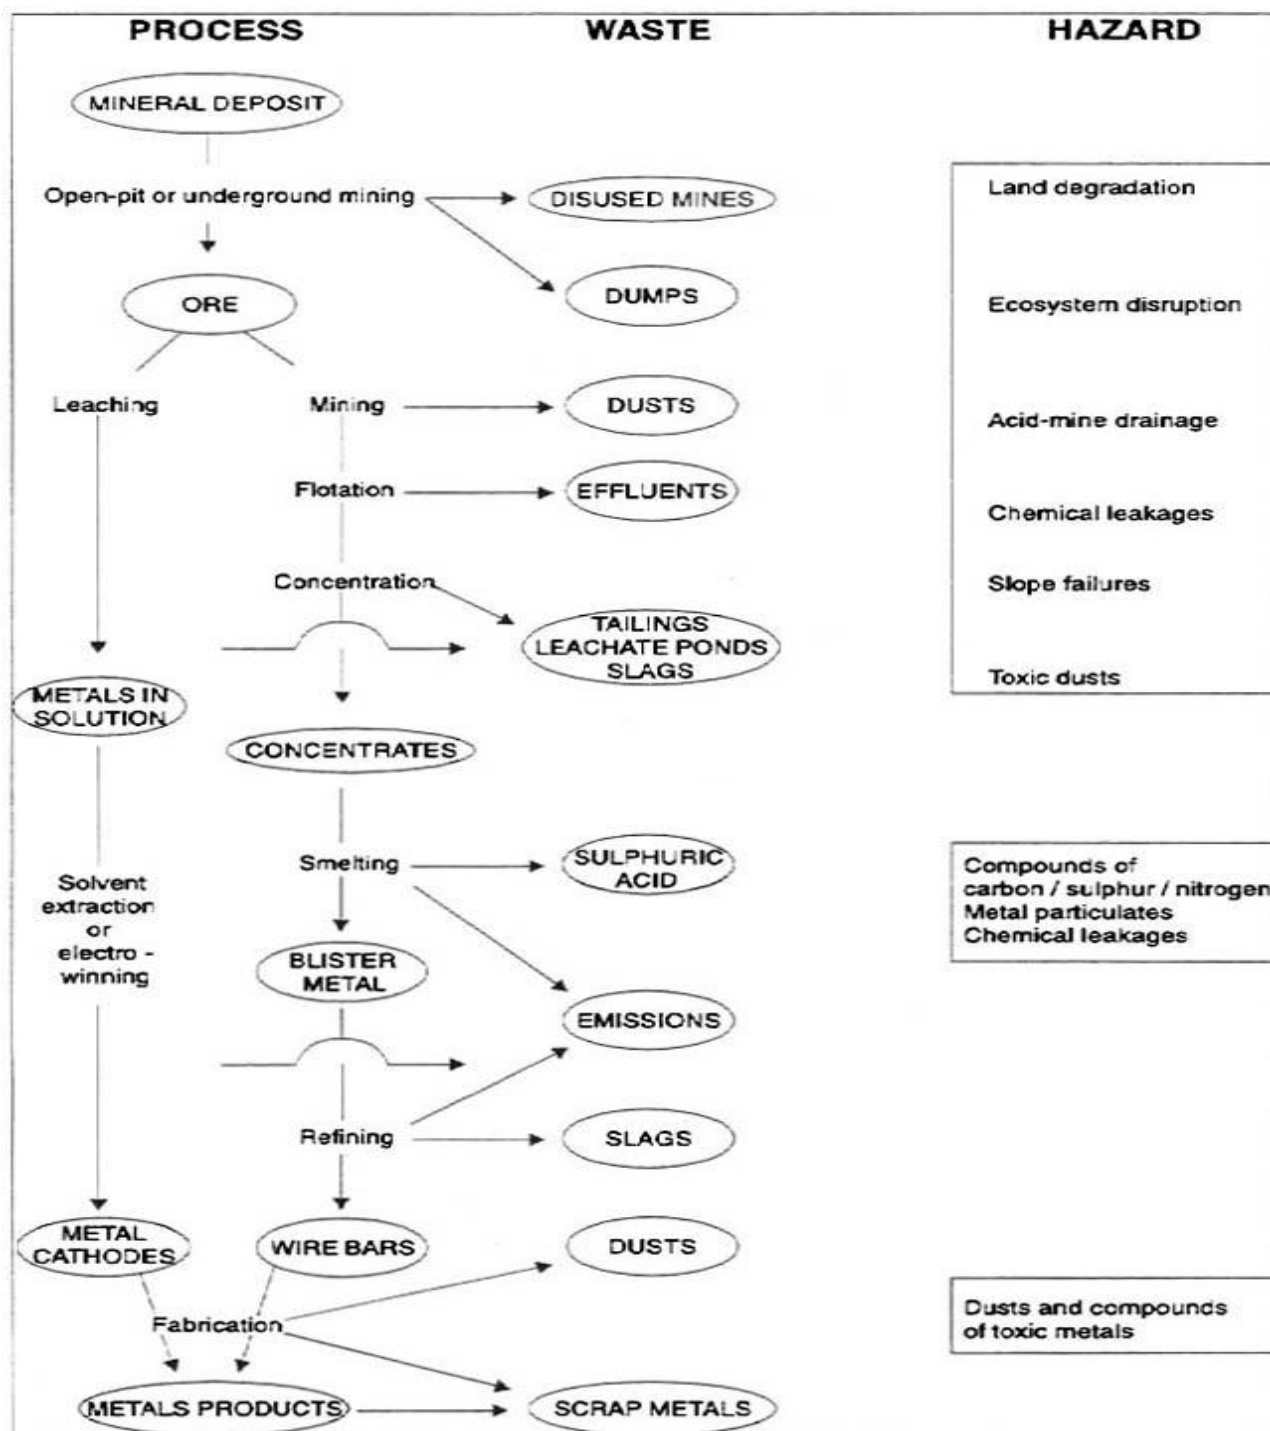 PROCESS WASTE HAZARD
MINERAL DEPOSIT
Open-pit or underground mining
DISUSED MINES
Land degradation
ORE
DUMPS
Ecosystem disruption
Leaching
Mining
DUSTS
Acid-mine drainage
Flotation
EFFLUENTS
Chemical leakages
Concentration
Slope failures
TAILINGS
LEACHATE PONDS
SLAGS
Toxic dusts
METALS IN
SOLUTION
CONCENTRATES
Smelting
SULPHURIC
ACID
Compounds of
carbon / sulphur / nitrogen
Metal particulates
Chemical leakages
Solvent
extraction
or
electro -
winning
BLISTER
METAL
EMISSIONS
Refining
SLAGS
METAL
CATHODES
WIRE BARS
DUSTS
Fabrication
Dusts and compounds
of toxic metals
METALS PRODUCTS
SCRAP METALS